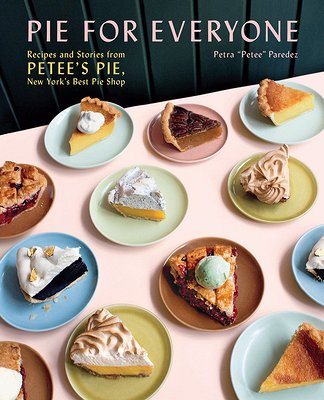 PIE FOR EVERYONE
Recipes and Stories from
PETEE'S PIE,
New York's Best Pie Shop
Petra "Petee" Paredez